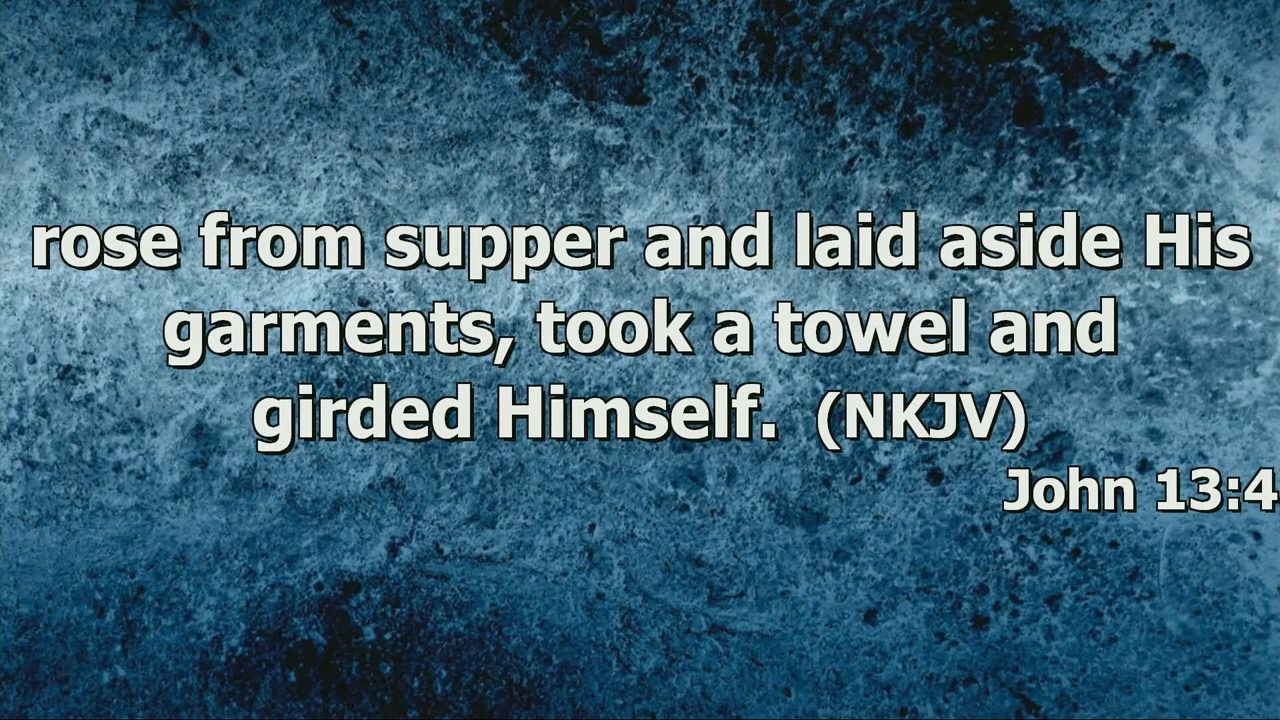 rose from supper and laid aside His
garments, took a towel and
girded Himself. (NKJV)
John 13:4